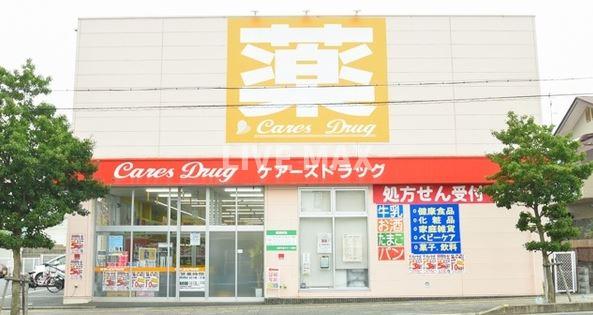 薬
Cares Drug
LIVE MAX
Cares Drug ケアーズドラッグ
処方せん受付
牛乳
お酒
たまご
パン
健康食品
化粧品
家庭雑貨
ベビーケア
菓子、飲料